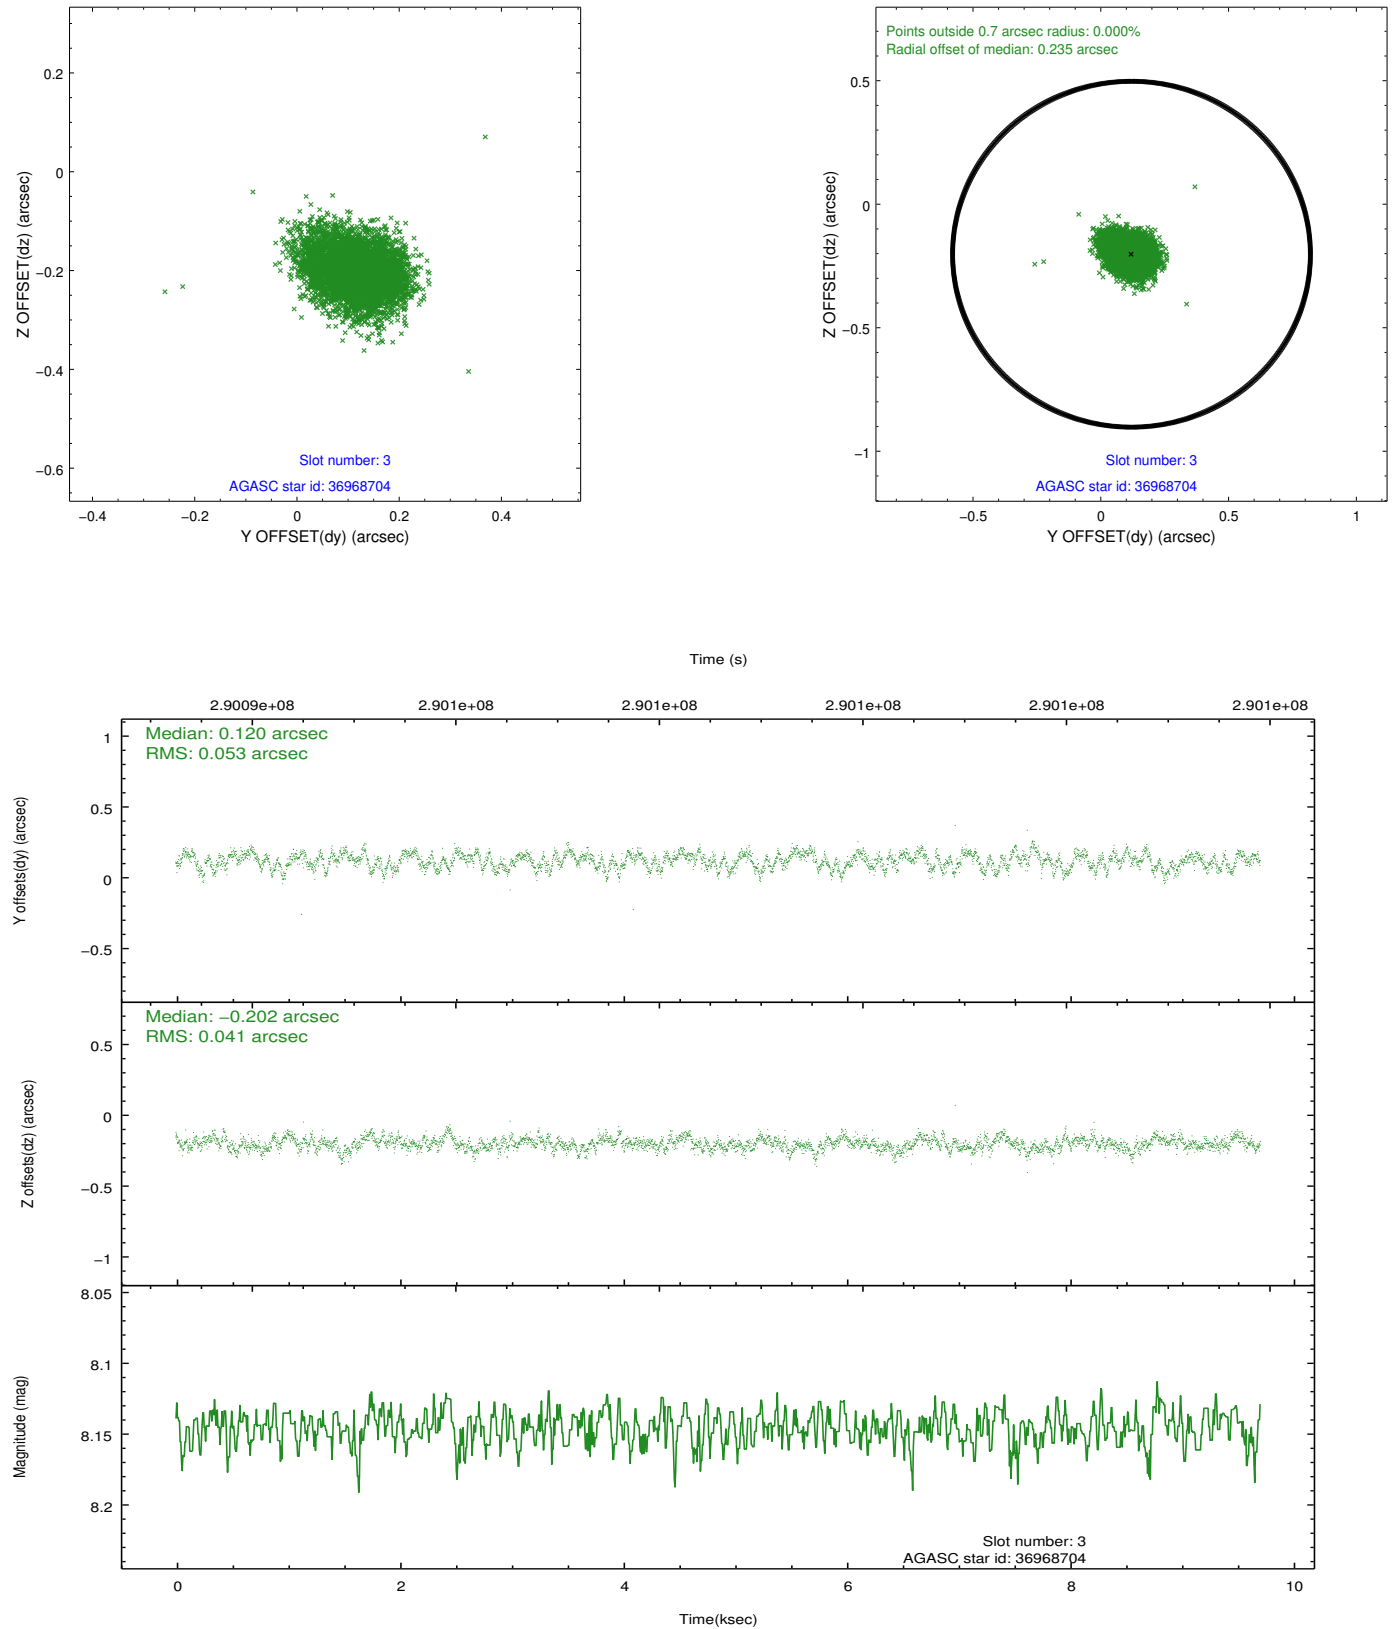 0.2
0
−0.2
−0.4
−0.6
Z OFFSET(dz) (arcsec)
−0.4 −0.2 0 0.2 0.4
Y OFFSET(dy) (arcsec)
Slot number: 3
AGASC star id: 36968704
Points outside 0.7 arcsec radius: 0.000%
Radial offset of median: 0.235 arcsec
0.5
0
−0.5
−1
Z OFFSET(dz) (arcsec)
Slot number: 3
AGASC star id: 36968704
−0.5 0 0.5 1
Y OFFSET(dy) (arcsec)
Time (s)
2.9009e+08 2.901e+08 2.901e+08 2.901e+08 2.901e+08 2.901e+08
Median: 0.120 arcsec
RMS: 0.053 arcsec
1
0.5
0
−0.5
Y offsets(dy) (arcsec)
Median: −0.202 arcsec
RMS: 0.041 arcsec
0.5
0
−0.5
−1
Z offsets(dz) (arcsec)
8.05
8.1
8.15
8.2
Magnitude (mag)
Slot number: 3
AGASC star id: 36968704
0 2 4 6 8 10
Time(ksec)